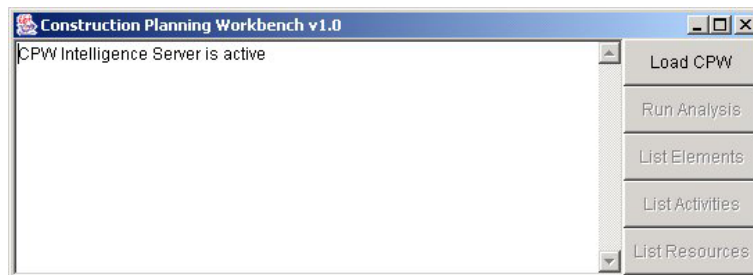 Construction Planning Workbench v1.0
CPW Intelligence Server is active
Load CPW
Run Analysis
List Elements
List Activities
List Resources